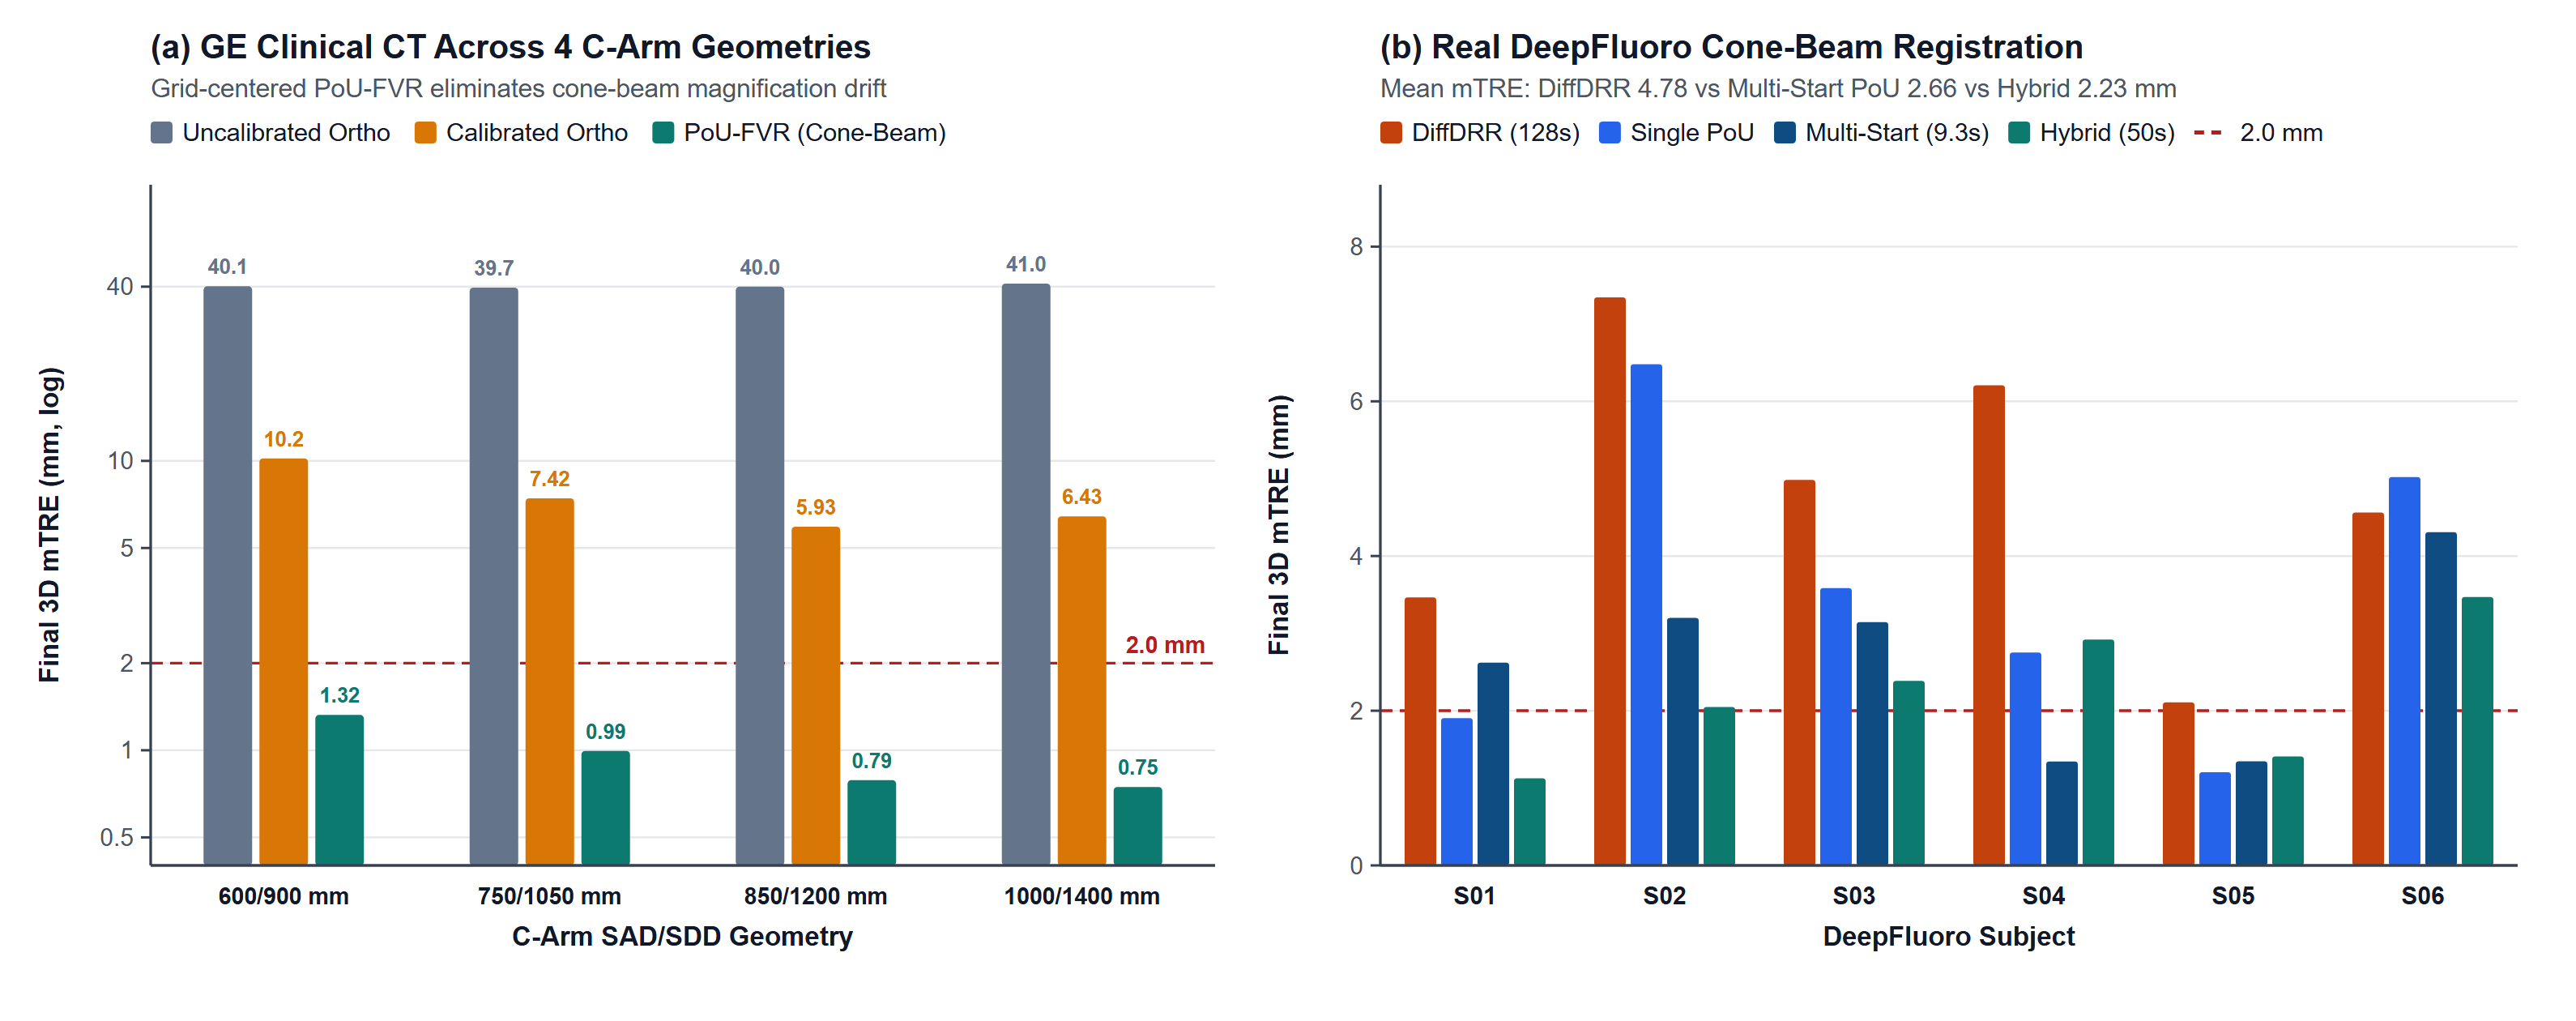 (a) GE Clinical CT Across 4 C-Arm Geometries
Grid-centered PoU-FVR eliminates cone-beam magnification drift
Uncalibrated Ortho Calibrated Ortho PoU-FVR (Cone-Beam)
Final 3D mTRE (mm, log)
40
10
5
2
1
0.5
40.1
10.2
1.32
39.7
7.42
0.99
40.0
5.93
0.79
41.0
6.43
0.75
2.0 mm
600/900 mm 750/1050 mm 850/1200 mm 1000/1400 mm
C-Arm SAD/SDD Geometry
(b) Real DeepFluoro Cone-Beam Registration
Mean mTRE: DiffDRR 4.78 vs Multi-Start PoU 2.66 vs Hybrid 2.23 mm
DiffDRR (128s) Single PoU Multi-Start (9.3s) Hybrid (50s) 2.0 mm
Final 3D mTRE (mm)
8
6
4
2
0
S01 S02 S03 S04 S05 S06
DeepFluoro Subject